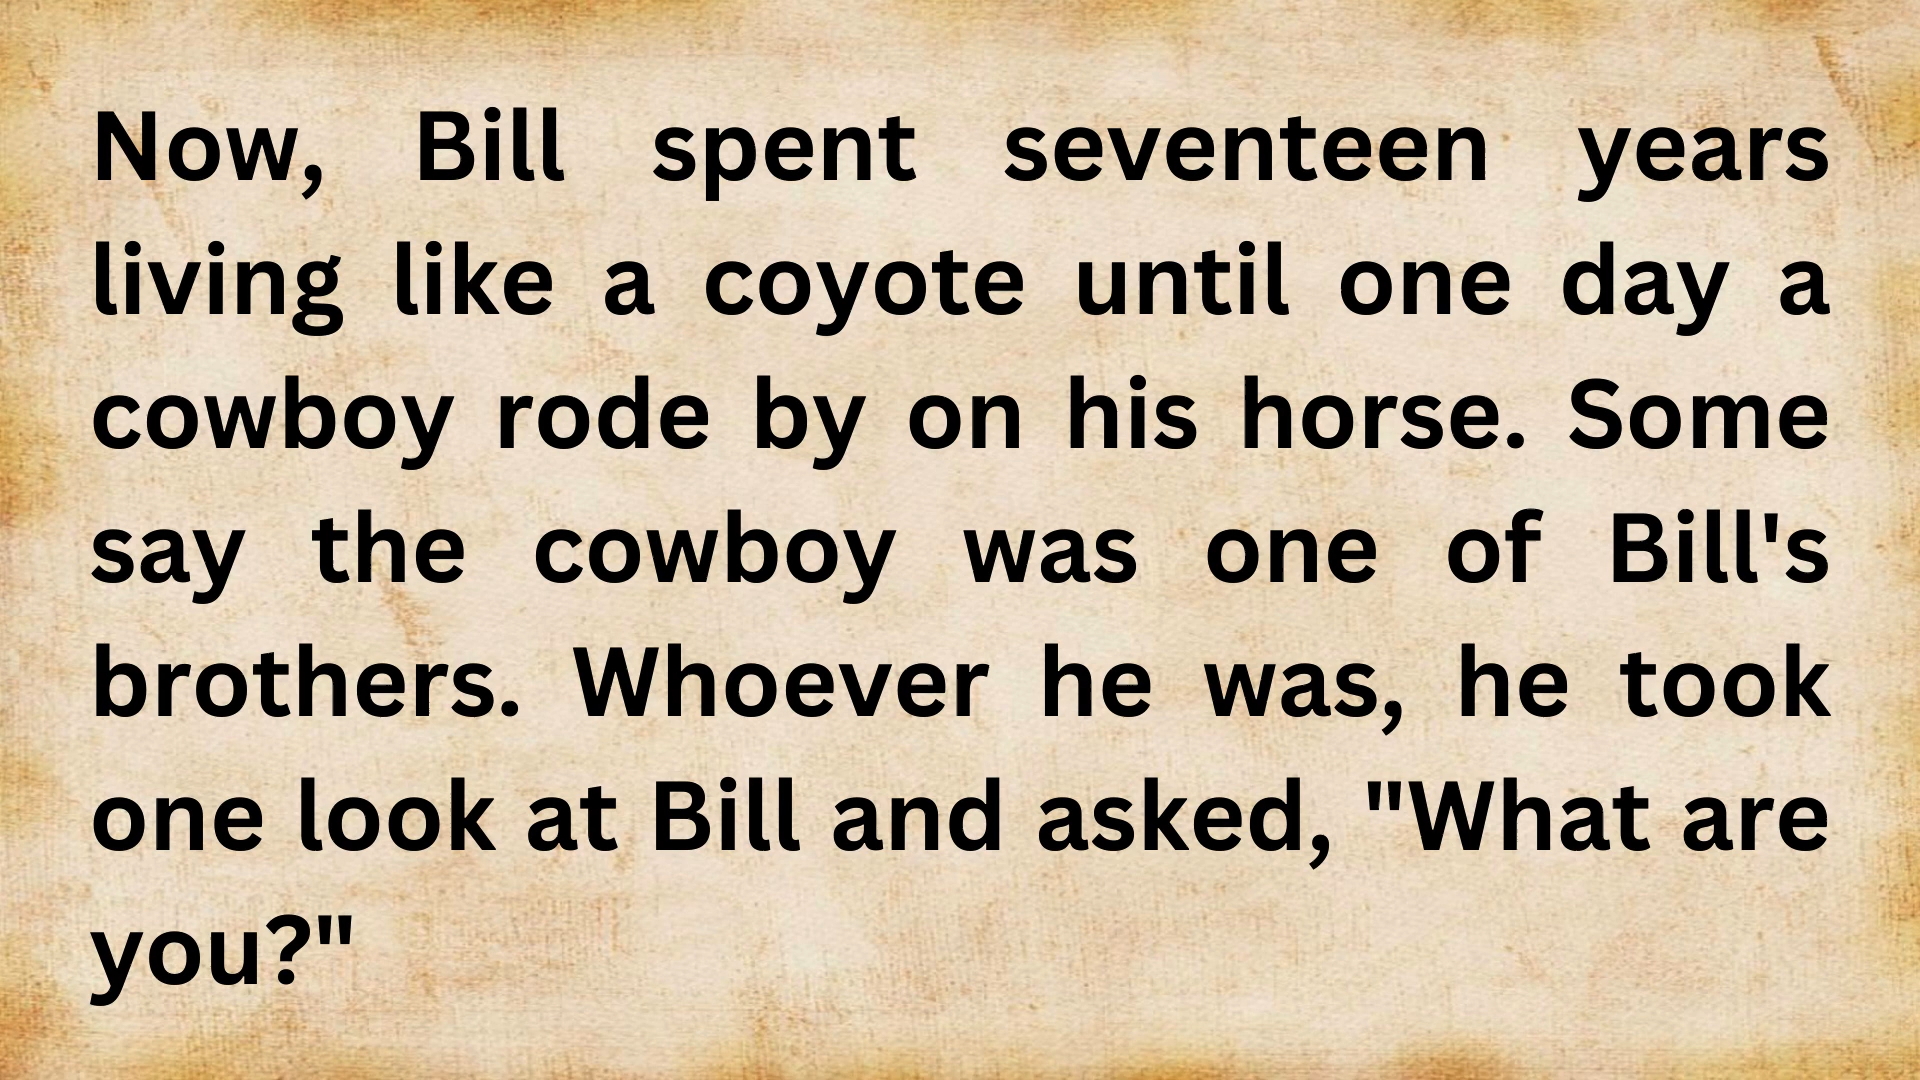 Now, Bill spent seventeen years
living like a coyote until one day a
cowboy rode by on his horse. Some
say the cowboy was one of Bill's
brothers. Whoever he was, he took
one look at Bill and asked, "What are
you?"